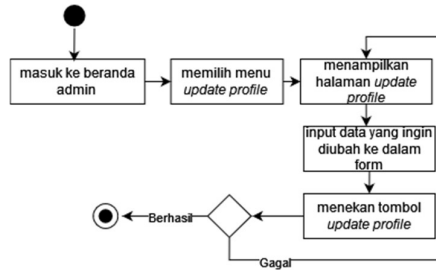 masuk ke beranda
admin
memilih menu
update profile
menampilkan
halaman update
profile
input data yang ingin
diubah ke dalam
form
menekan tombol
update profile
Berhasil
Gagal